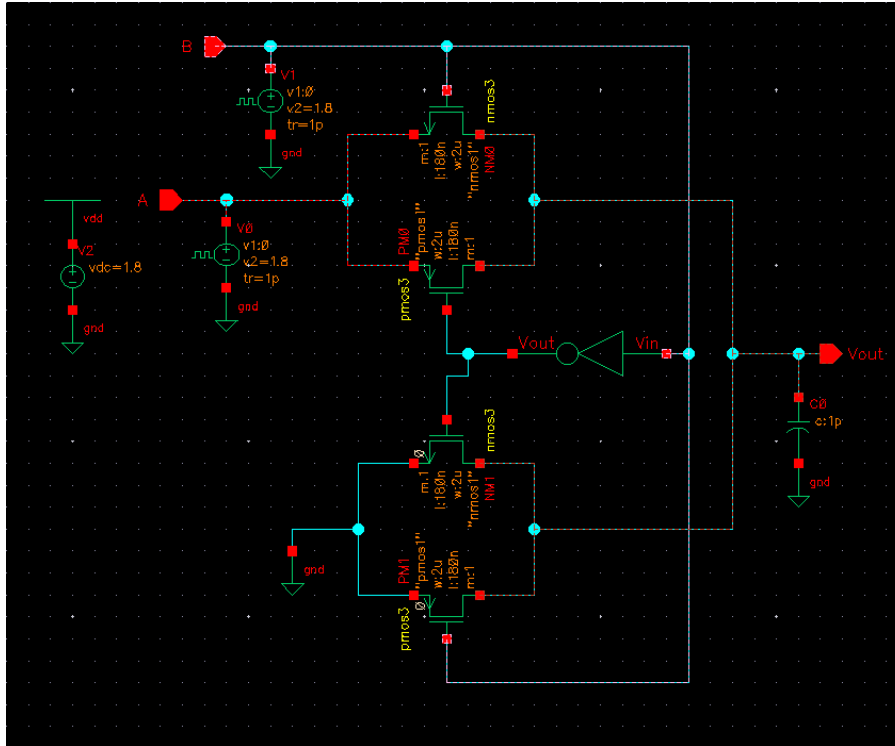 B
V1
v1:0
v2=1.8
tr=1p
gnd
nmos3
m:1
l:180n
w:2u
"nmos1"
NM0
A
vdd
V2
vdc=1.8
gnd
V0
v1:0
v2=1.8
tr=1p
gnd
PM0
"pmos1"
w:2u
l:180n
m:1
pmos3
Vout
Vin
Vout
C0
c:1p
gnd
nmos3
0
m:1
l:180n
w:2u
"nmos1"
NM1
gnd
PM1
"pmos1"
w:2u
l:180n
m:1
0
pmos3